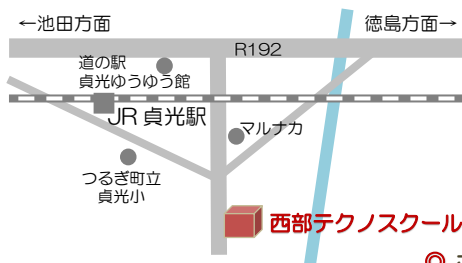 ←池田方面
徳島方面→
R192
道の駅
貞光ゆうゆう館
JR 貞光駅
マルナカ
つるぎ町立
貞光小
西部テクノスクール
◎